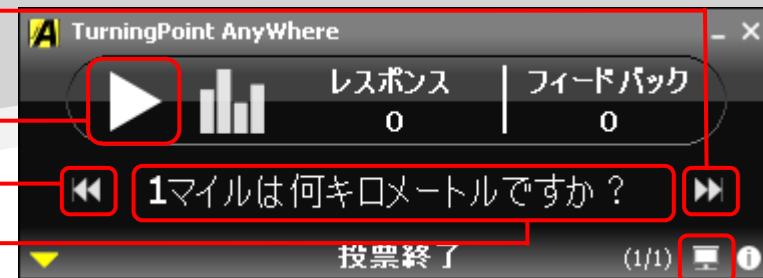 TurningPoint AnyWhere
レスポンス フィードバック
0 0
1マイルは何キロメートルですか？
投票終了 (1/1)